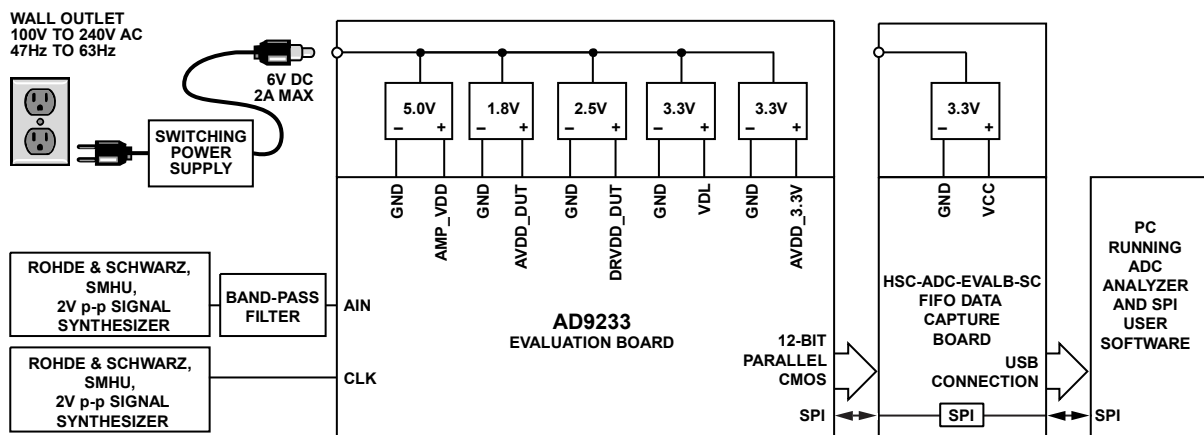 WALL OUTLET
100V TO 240V AC
47Hz TO 63Hz
6V DC
2A MAX
SWITCHING
POWER
SUPPLY
5.0V
– +
1.8V
– +
2.5V
– +
3.3V
– +
3.3V
– +
3.3V
– +
GND
AMP_VDD
GND
AVDD_DUT
GND
DRVDD_DUT
GND
VDL
GND
AVDD_3.3V
GND
VCC
ROHDE & SCHWARZ,
SMHU,
2V p-p SIGNAL
SYNTHESIZER
BAND-PASS
FILTER
AIN
ROHDE & SCHWARZ,
SMHU,
2V p-p SIGNAL
SYNTHESIZER
CLK
AD9233
EVALUATION BOARD
12-BIT
PARALLEL
CMOS
SPI
HSC-ADC-EVALB-SC
FIFO DATA
CAPTURE
BOARD
USB
CONNECTION
SPI
PC
RUNNING
ADC
ANALYZER
AND SPI
USER
SOFTWARE
SPI